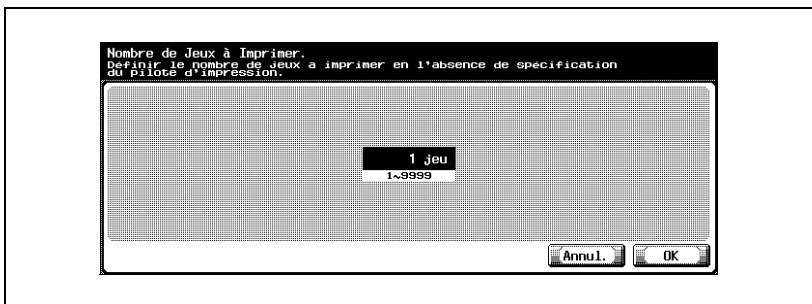 Nombre de Jeux à Imprimer.
Définir le nombre de jeux a imprimer en l'absence de spécification
du pilote d'impression.
1 jeu
1~9999
Annul. OK